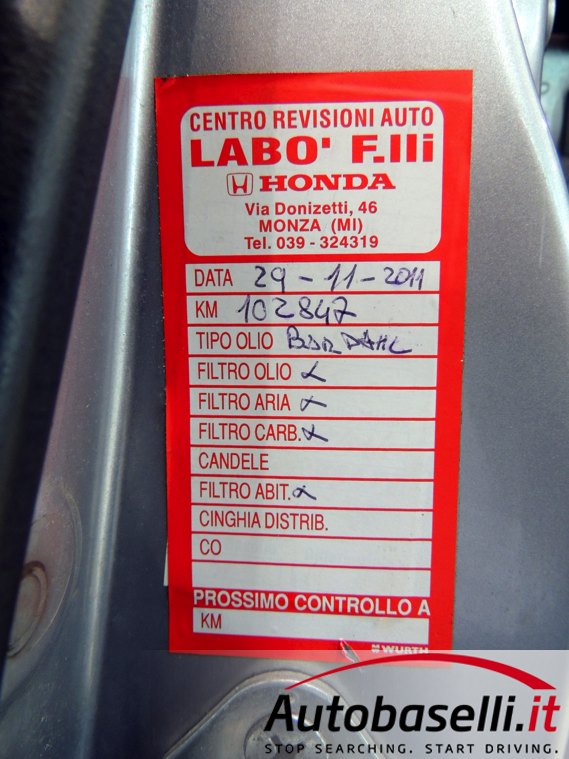 CENTRO REVISIONI AUTO
LABO' F.lli
HONDA
Via Donizetti, 46
MONZA (MI)
Tel. 039 - 324319
DATA 29-11-2011
KM 102847
TIPO OLIO BARDAHL
FILTRO OLIO x
FILTRO ARIA x
FILTRO CARB. x
CANDELE
FILTRO ABIT. x
CINGHIA DISTRIB.
CO
PROSSIMO CONTROLLO A
KM
WÜRTH
Autobaselli.it
STOP SEARCHING. START DRIVING.